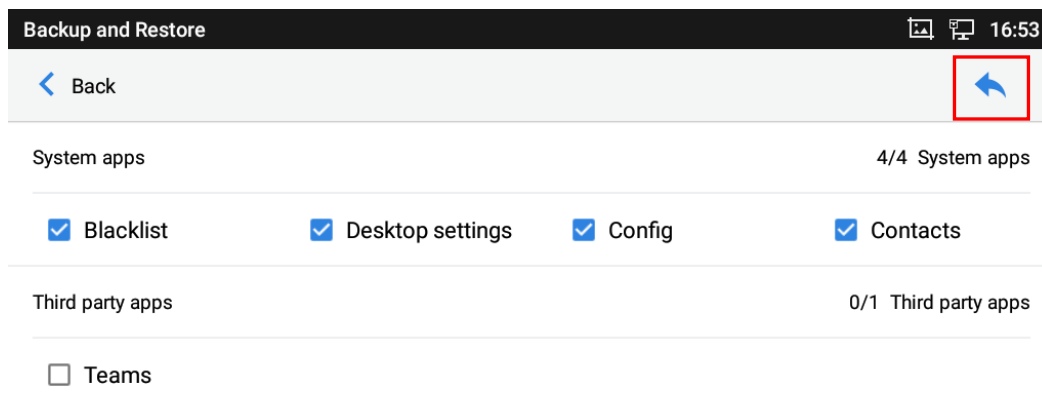 Backup and Restore 16:53
Back
System apps 4/4 System apps
Blacklist Desktop settings Config Contacts
Third party apps 0/1 Third party apps
Teams